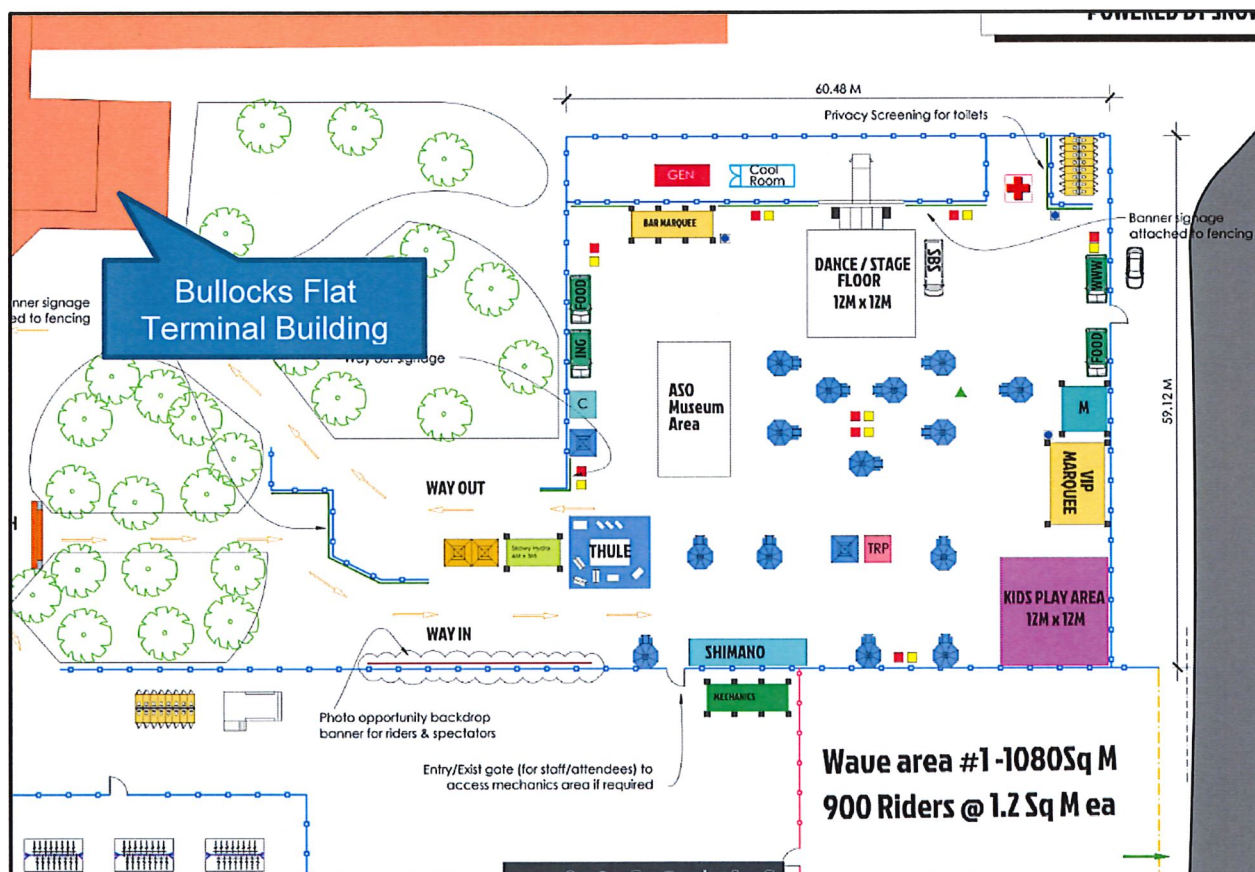 POWERED BY SNOW
60.48 M
Privacy Screening for toilets
GEN
Cool
Room
BAR MARQUEE
Banner signage
attached to fencing
DANCE / STAGE
FLOOR
12M x 12M
SBS
WWW
FOOD
ING
FOOD
Bullocks Flat
Terminal Building
nner signage
ed to fencing
Way out signage
C
ASO
Museum
Area
M
59.12 M
VIP
MARQUEE
WAY OUT
Snowy Hydro
THULE
TRP
KIDS PLAY AREA
12M x 12M
WAY IN
SHIMANO
MECHANICS
Photo opportunity backdrop
banner for riders & spectators
Entry/Exist gate (for staff/attendees) to
access mechanics area if required
Wave area #1 -1080Sq M
900 Riders @ 1.2 Sq M ea